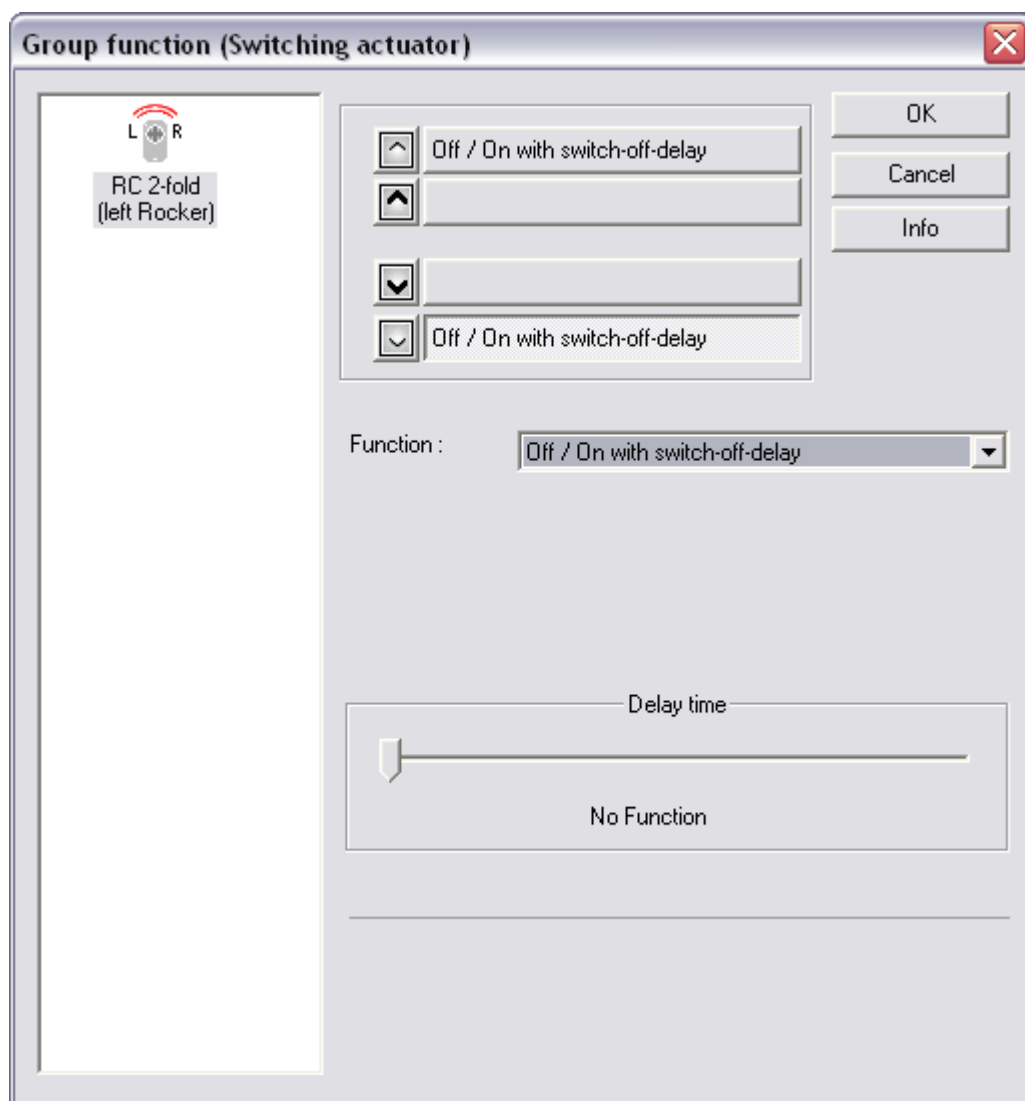 Group function (Switching actuator)
L R
RC 2-fold
(left Rocker)
Off / On with switch-off-delay
Off / On with switch-off-delay
OK
Cancel
Info
Function :
Off / On with switch-off-delay
Delay time
No Function